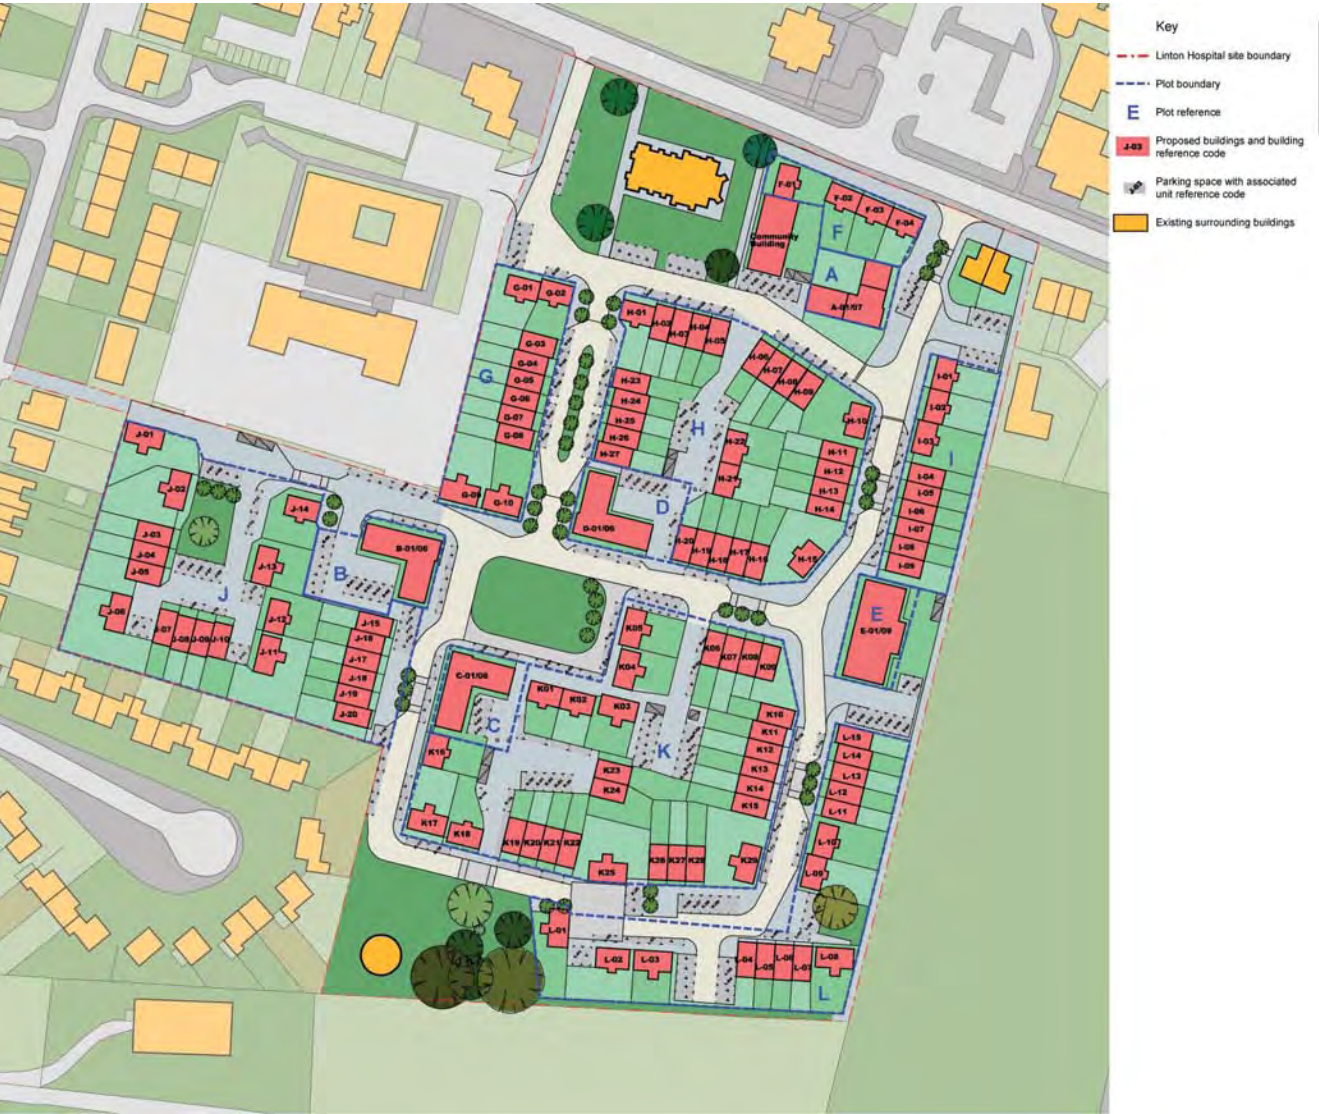 Key
Linton Hospital site boundary
Plot boundary
E
Plot reference
J-03
Proposed buildings and building
reference code
Parking space with associated
unit reference code
Existing surrounding buildings
F-01
F-02
F-03
F-04
F
Community
Building
A
A-01/07
G-01
G-02
G-03
G-04
G-05
G-06
G-07
G-08
G-09
G-10
G
H-01
H-02
H-03
H-04
H-05
H-06
H-07
H-08
H-09
H-10
H-11
H-12
H-13
H-14
H-15
H-16
H-17
H-18
H-19
H-20
H-21
H-22
H-23
H-24
H-25
H-26
H-27
H
D
D-01/06
I-01
I-02
I-03
I-04
I-05
I-06
I-07
I-08
I-09
I
E
E-01/09
J-01
J-02
J-03
J-04
J-05
J-06
J-07
J-08
J-09
J-10
J-11
J-12
J-13
J-14
J-15
J-16
J-17
J-18
J-19
J-20
J
B
B-01/06
C-01/06
C
K01
K02
K03
K04
K05
K06
K07
K08
K09
K10
K11
K12
K13
K14
K15
K16
K17
K18
K19
K20
K21
K22
K23
K24
K25
K26
K27
K28
K29
K
L-01
L-02
L-03
L-04
L-05
L-06
L-07
L-08
L-09
L-10
L-11
L-12
L-13
L-14
L-15
L